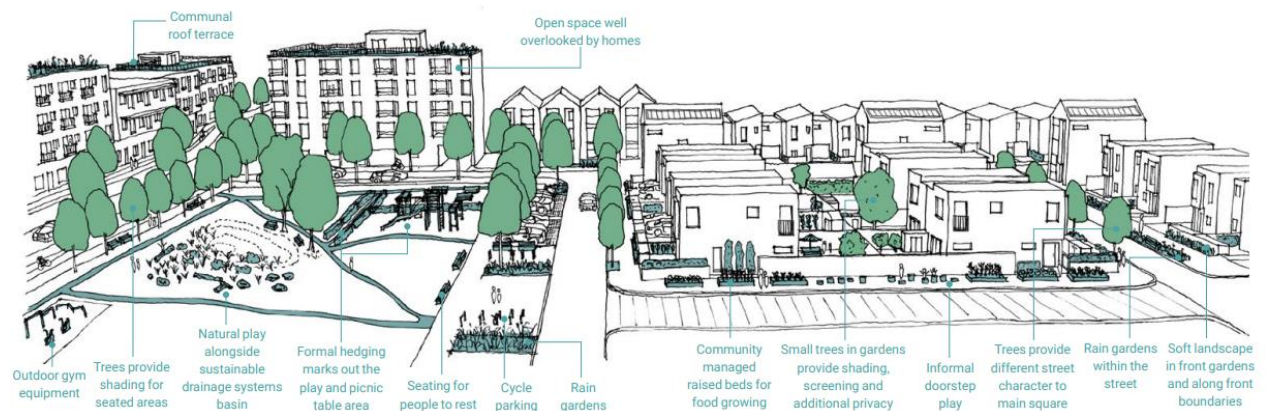 Communal
roof terrace
Open space well
overlooked by homes
Outdoor gym
equipment
Trees provide
shading for
seated areas
Natural play
alongside
sustainable
drainage systems
basin
Formal hedging
marks out the
play and picnic
table area
Seating for
people to rest
Cycle
parking
Rain
gardens
Community
managed
raised beds for
food growing
Small trees in gardens
provide shading,
screening and
additional privacy
Informal
doorstep
play
Trees provide
different street
character to
main square
Rain gardens
within the
street
Soft landscape
in front gardens
and along front
boundaries